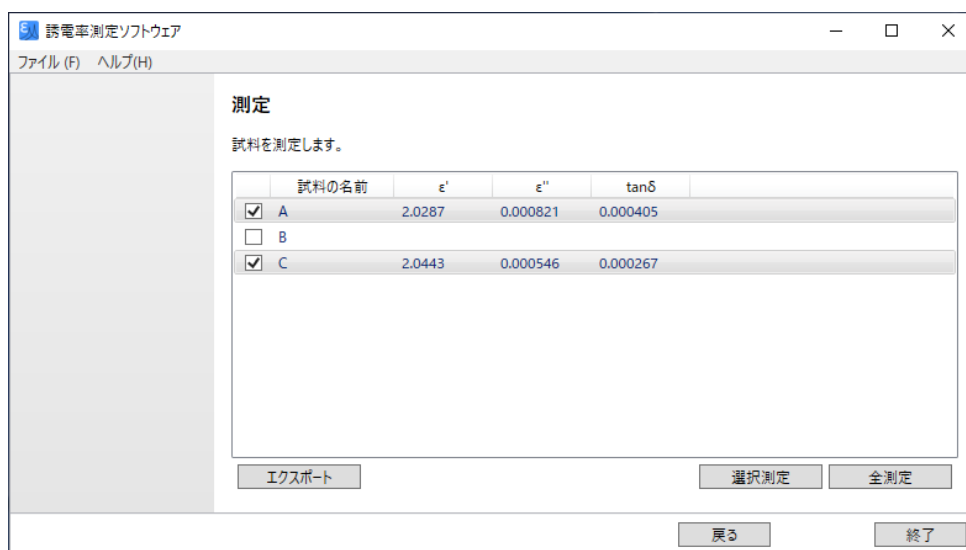 誘電率測定ソフトウェア
ファイル (F) ヘルプ(H)
測定
試料を測定します。
試料の名前 ε' ε'' tanδ
A 2.0287 0.000821 0.000405
B
C 2.0443 0.000546 0.000267
エクスポート 選択測定 全測定
戻る 終了